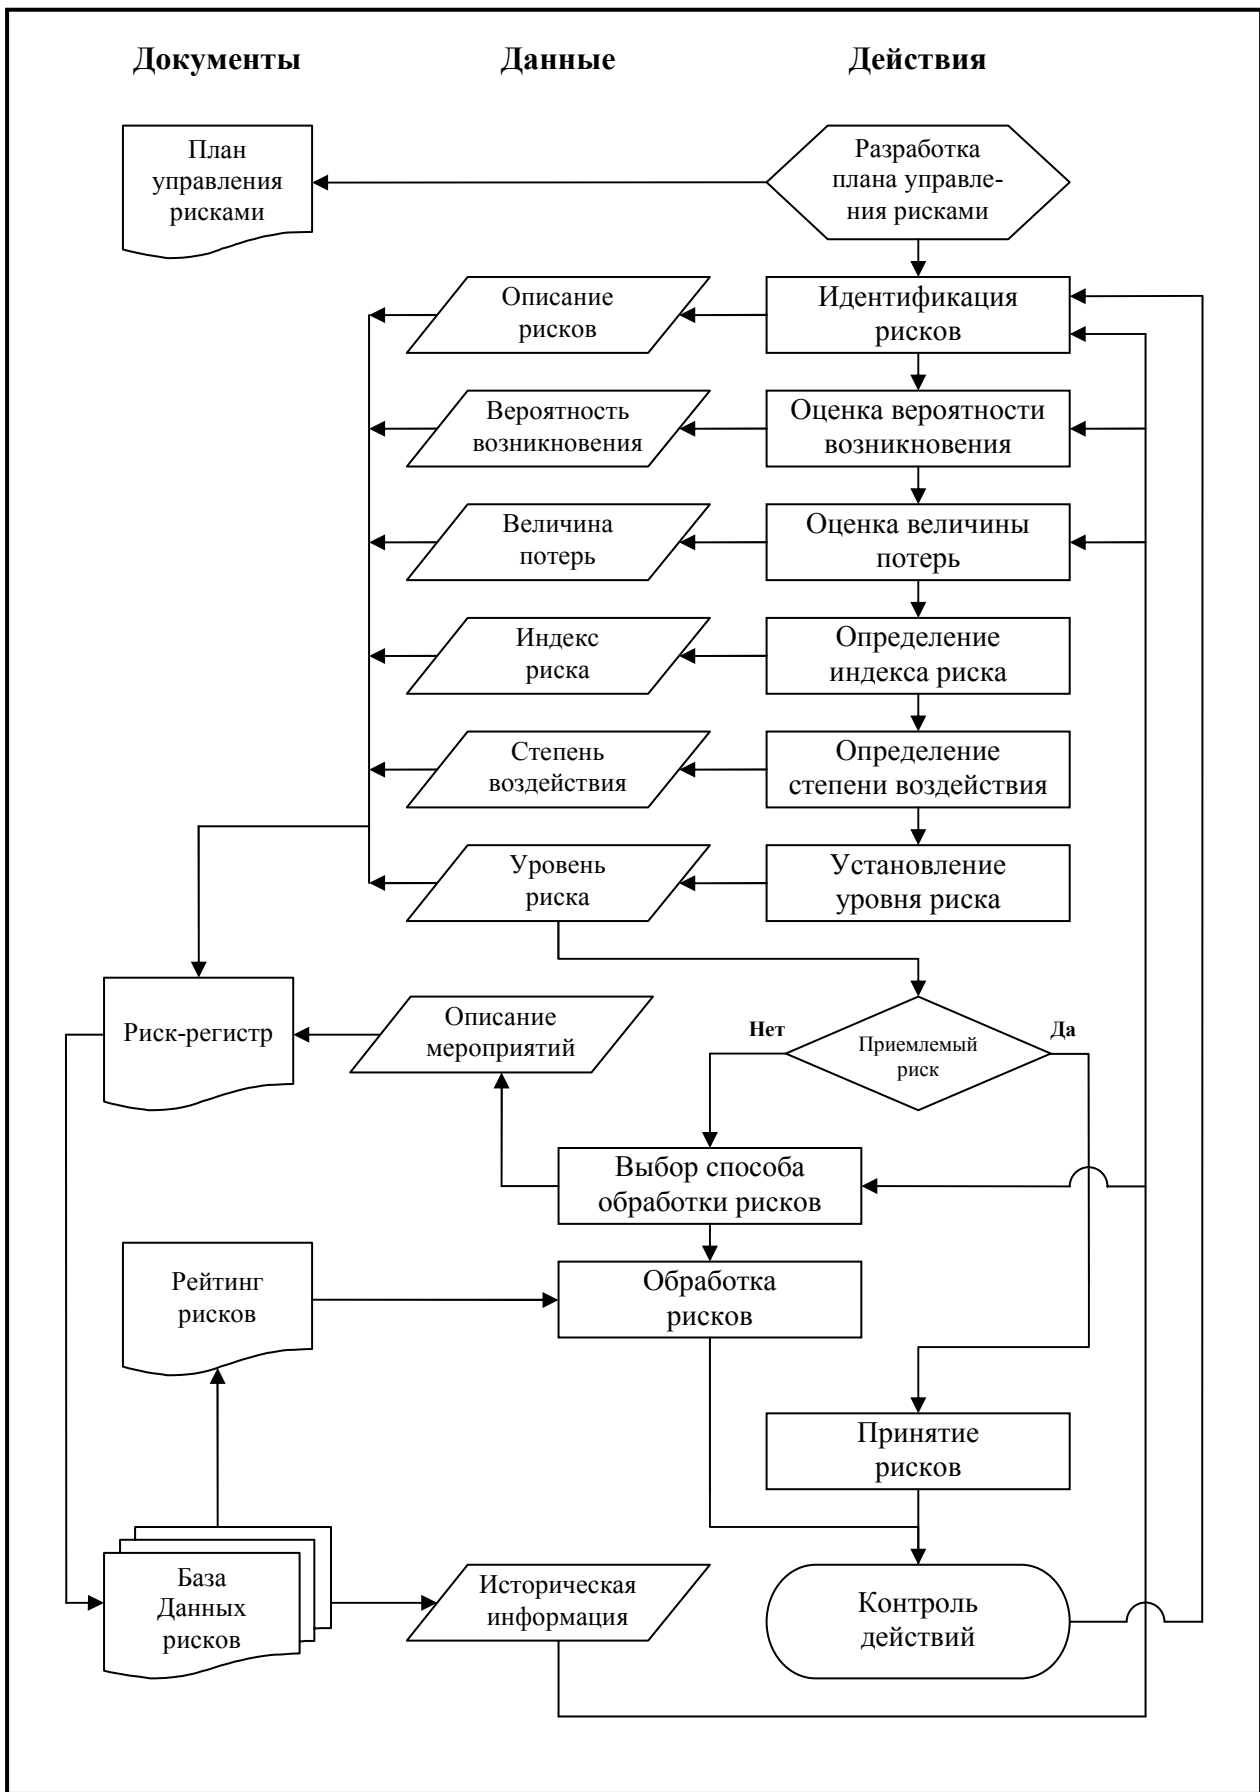 Документы
Данные
Действия
План
управления
рисками
Разработка
плана управле-
ния рисками
Описание
рисков
Идентификация
рисков
Вероятность
возникновения
Оценка вероятности
возникновения
Величина
потерь
Оценка величины
потерь
Индекс
риска
Определение
индекса риска
Степень
воздействия
Определение
степени воздействия
Уровень
риска
Установление
уровня риска
Риск-регистр
Описание
мероприятий
Нет
Приемлемый
риск
Да
Выбор способа
обработки рисков
Рейтинг
рисков
Обработка
рисков
Принятие
рисков
База
Данных
рисков
Историческая
информация
Контроль
действий